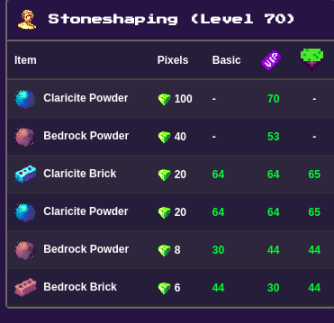 Stoneshaping (Level 70)
Item Pixels Basic VIP
Claricite Powder 100 - 70 -
Bedrock Powder 40 - 53 -
Claricite Brick 20 64 64 65
Claricite Powder 20 64 64 65
Bedrock Powder 8 30 44 44
Bedrock Brick 6 44 30 44